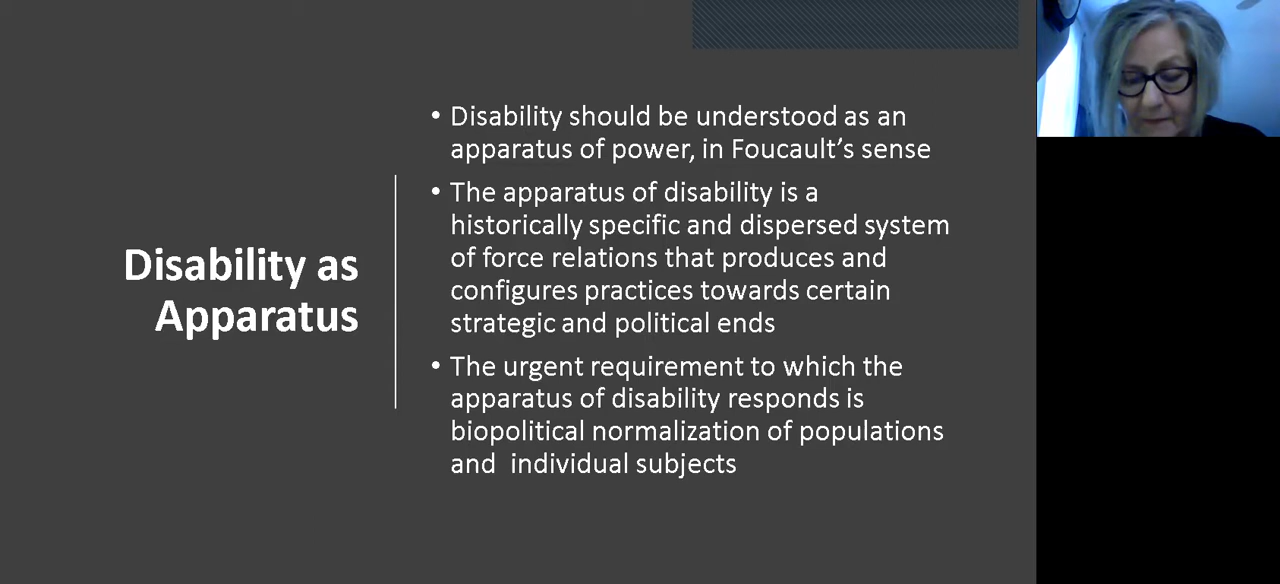 Disability as
Apparatus
• Disability should be understood as an
apparatus of power, in Foucault’s sense
• The apparatus of disability is a
historically specific and dispersed system
of force relations that produces and
configures practices towards certain
strategic and political ends
• The urgent requirement to which the
apparatus of disability responds is
biopolitical normalization of populations
and  individual subjects